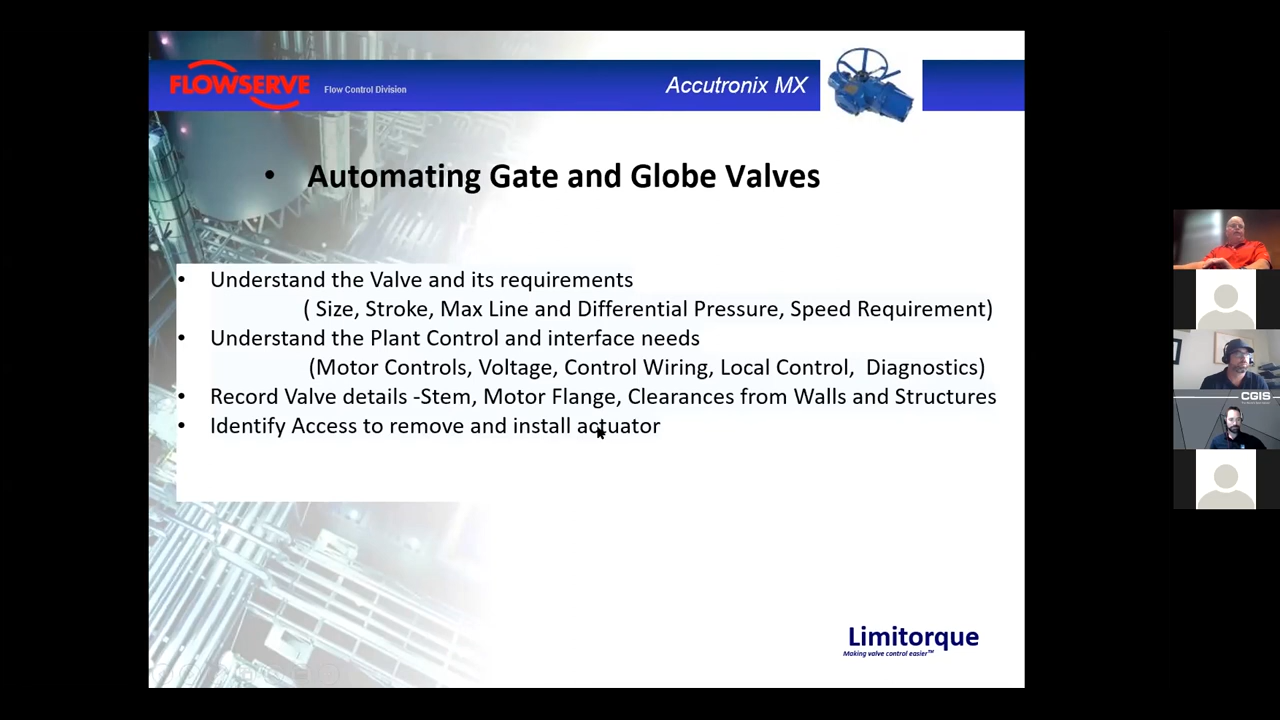 FLOWSERVE
Flow Control Division
Accutronix MX
• Automating Gate and Globe Valves
• Understand the Valve and its requirements
( Size, Stroke, Max Line and Differential Pressure, Speed Requirement)
• Understand the Plant Control and interface needs
(Motor Controls, Voltage, Control Wiring, Local Control, Diagnostics)
• Record Valve details -Stem, Motor Flange, Clearances from Walls and Structures
• Identify Access to remove and install actuator
Limitorque
Making valve control easier™
CGIS